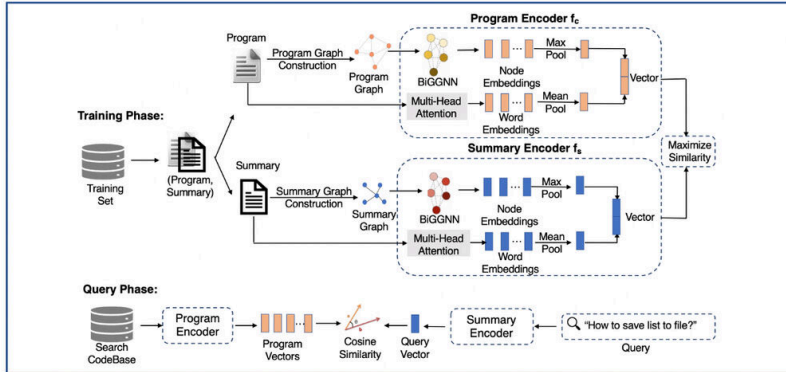 Program Encoder f_c
Program
Program Graph
Construction
Program
Graph
BiGGNN
Node
Embeddings
Max
Pool
Multi-Head
Attention
Word
Embeddings
Mean
Pool
Vector
Training Phase:
Training
Set
(Program,
Summary)
Maximize
Similarity
Summary Encoder f_s
Summary
Summary Graph
Construction
Summary
Graph
BiGGNN
Node
Embeddings
Max
Pool
Multi-Head
Attention
Word
Embeddings
Mean
Pool
Vector
Query Phase:
Search
CodeBase
Program
Encoder
Program
Vectors
Cosine
Similarity
Query
Vector
Summary
Encoder
“How to save list to file?”
Query